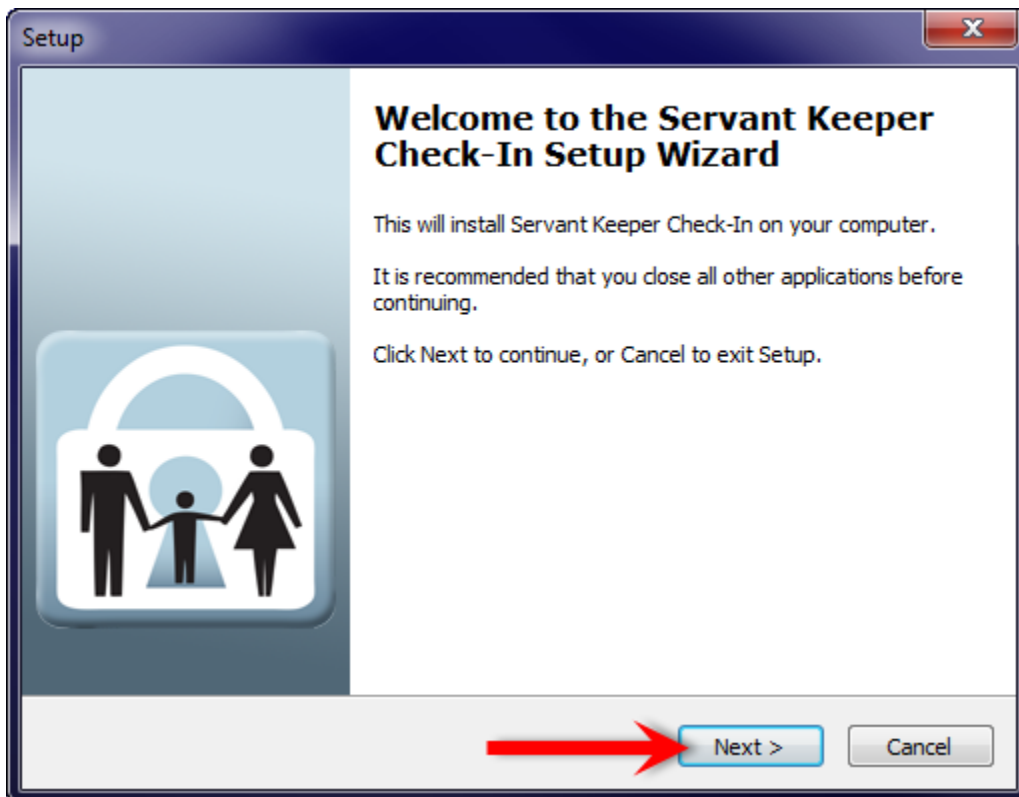 Setup
X
Welcome to the Servant Keeper
Check-In Setup Wizard
This will install Servant Keeper Check-In on your computer.
It is recommended that you close all other applications before
continuing.
Click Next to continue, or Cancel to exit Setup.
Next >
Cancel